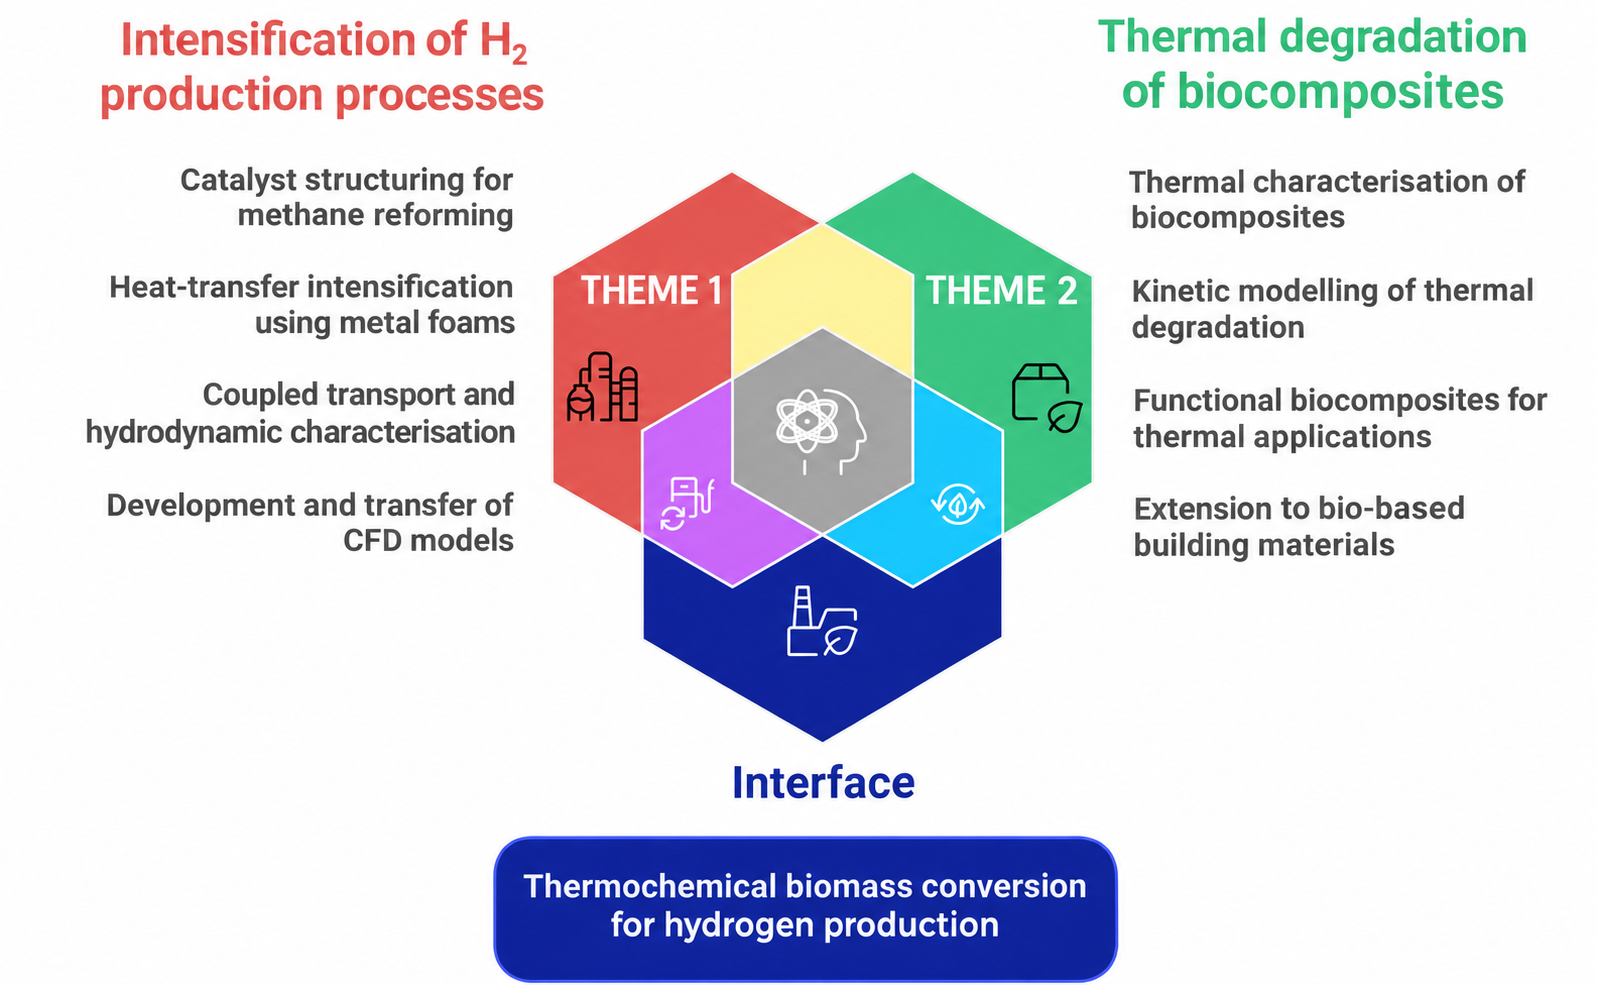 Intensification of H₂
production processes
Catalyst structuring for
methane reforming
Heat-transfer intensification
using metal foams
Coupled transport and
hydrodynamic characterisation
Development and transfer of
CFD models
THEME 1
THEME 2
Thermal degradation
of biocomposites
Thermal characterisation of
biocomposites
Kinetic modelling of thermal
degradation
Functional biocomposites for
thermal applications
Extension to bio-based
building materials
Interface
Thermochemical biomass conversion
for hydrogen production